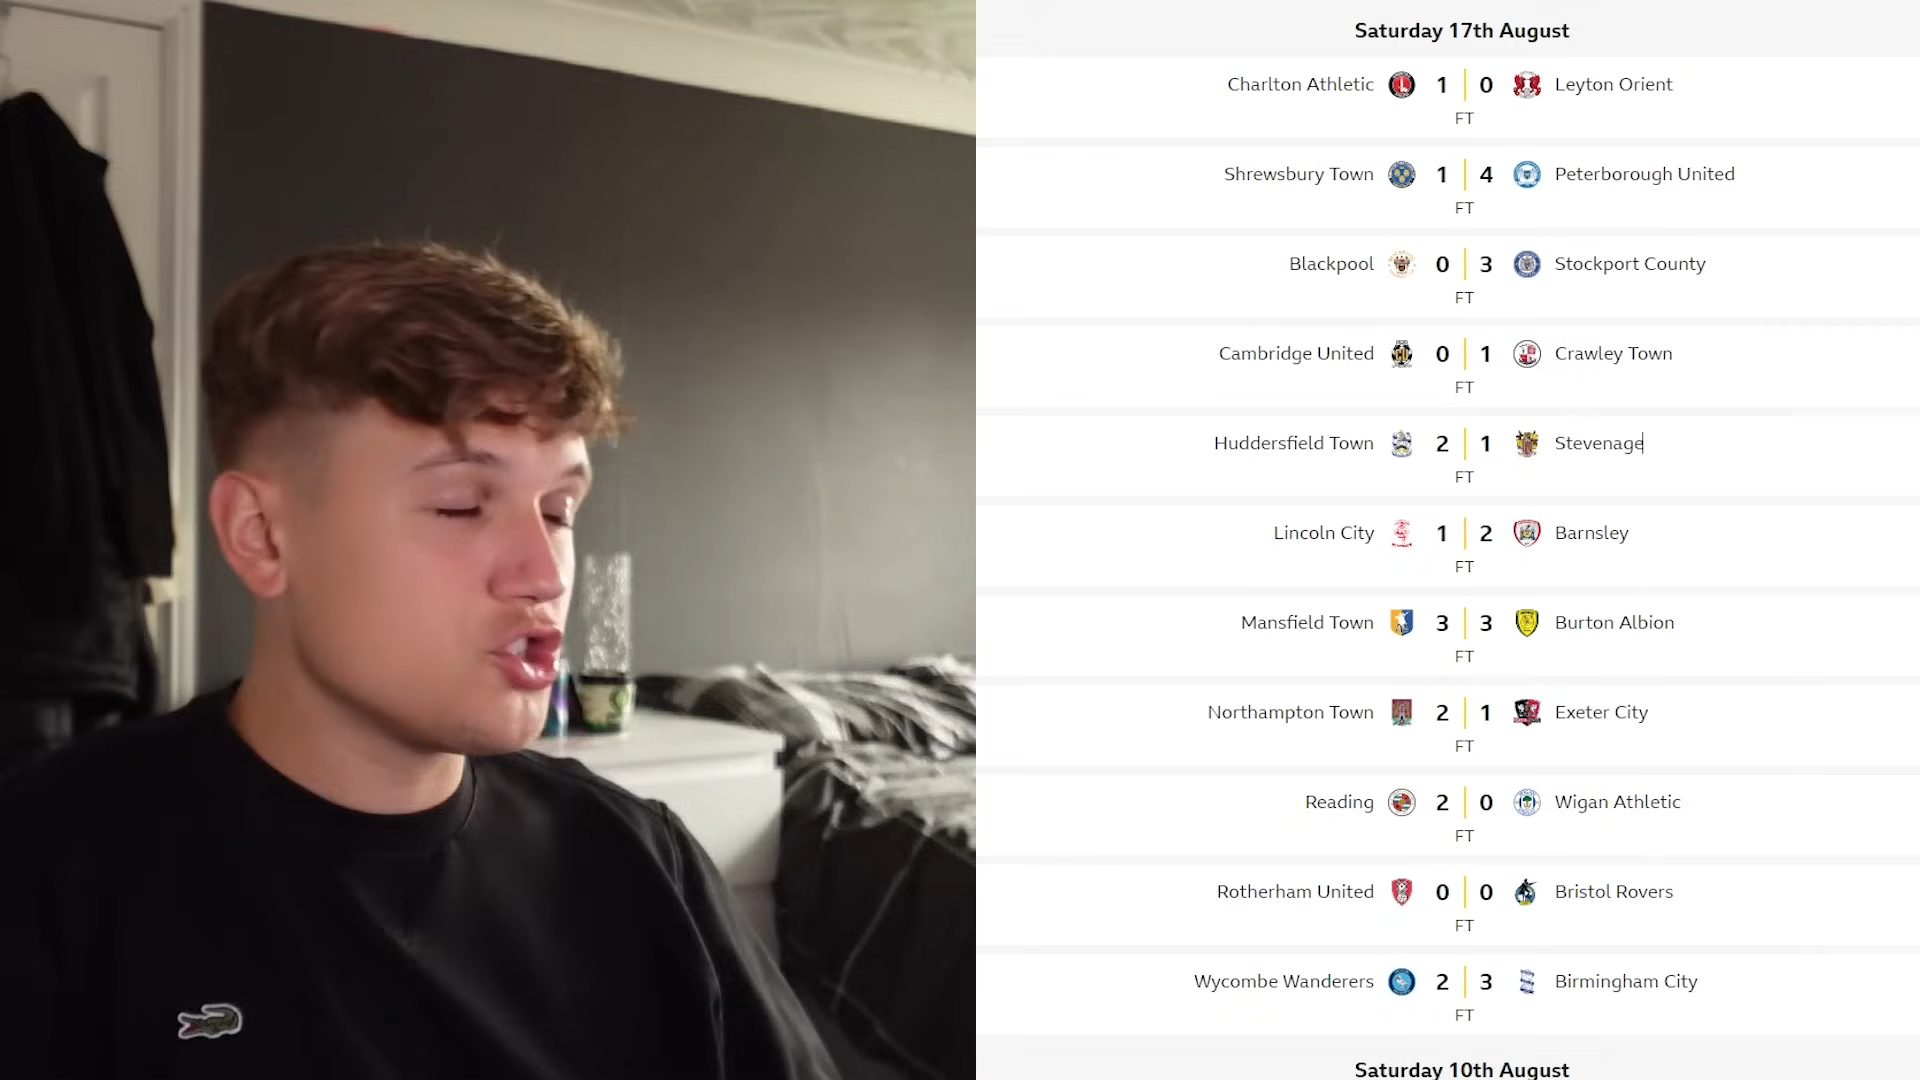 Saturday 17th August
Charlton Athletic 1 0 Leyton Orient
FT
Shrewsbury Town 1 4 Peterborough United
FT
Blackpool 0 3 Stockport County
FT
Cambridge United 0 1 Crawley Town
FT
Huddersfield Town 2 1 Stevenage
FT
Lincoln City 1 2 Barnsley
FT
Mansfield Town 3 3 Burton Albion
FT
Northampton Town 2 1 Exeter City
FT
Reading 2 0 Wigan Athletic
FT
Rotherham United 0 0 Bristol Rovers
FT
Wycombe Wanderers 2 3 Birmingham City
FT
Saturday 10th August